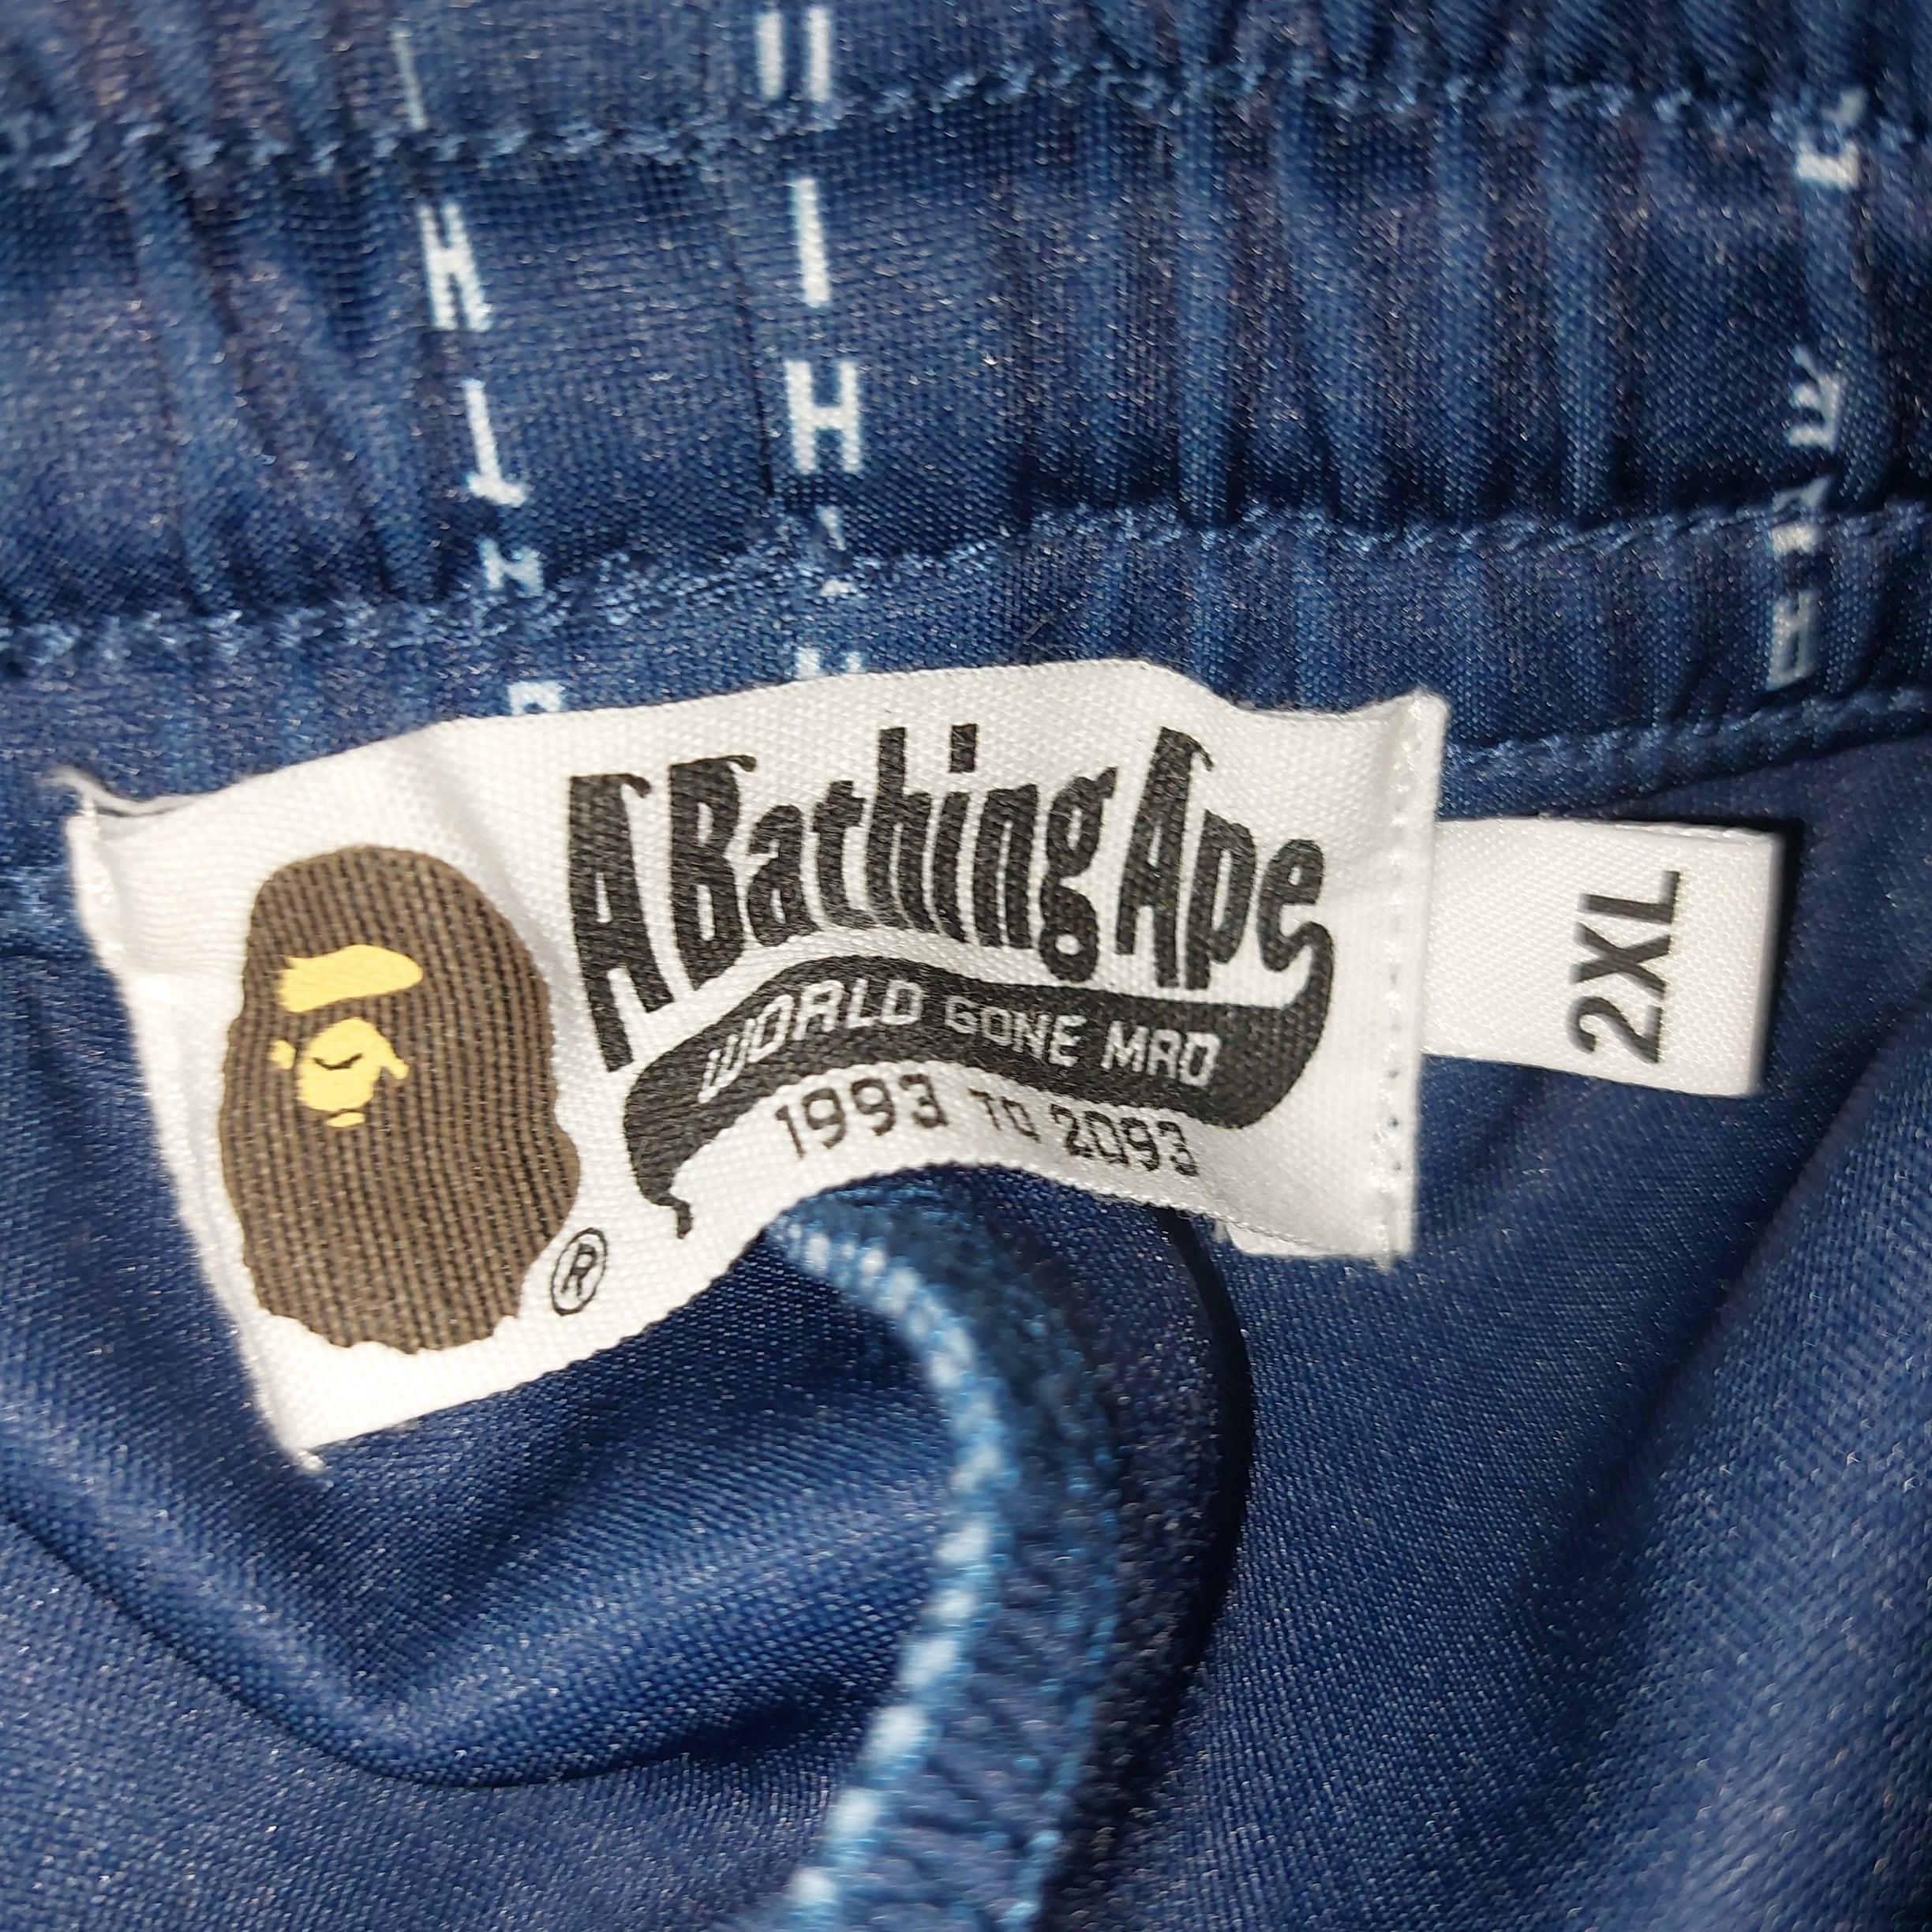 A Bathing Ape
WORLD GONE MAD
1993 TO 2093
®
2XL